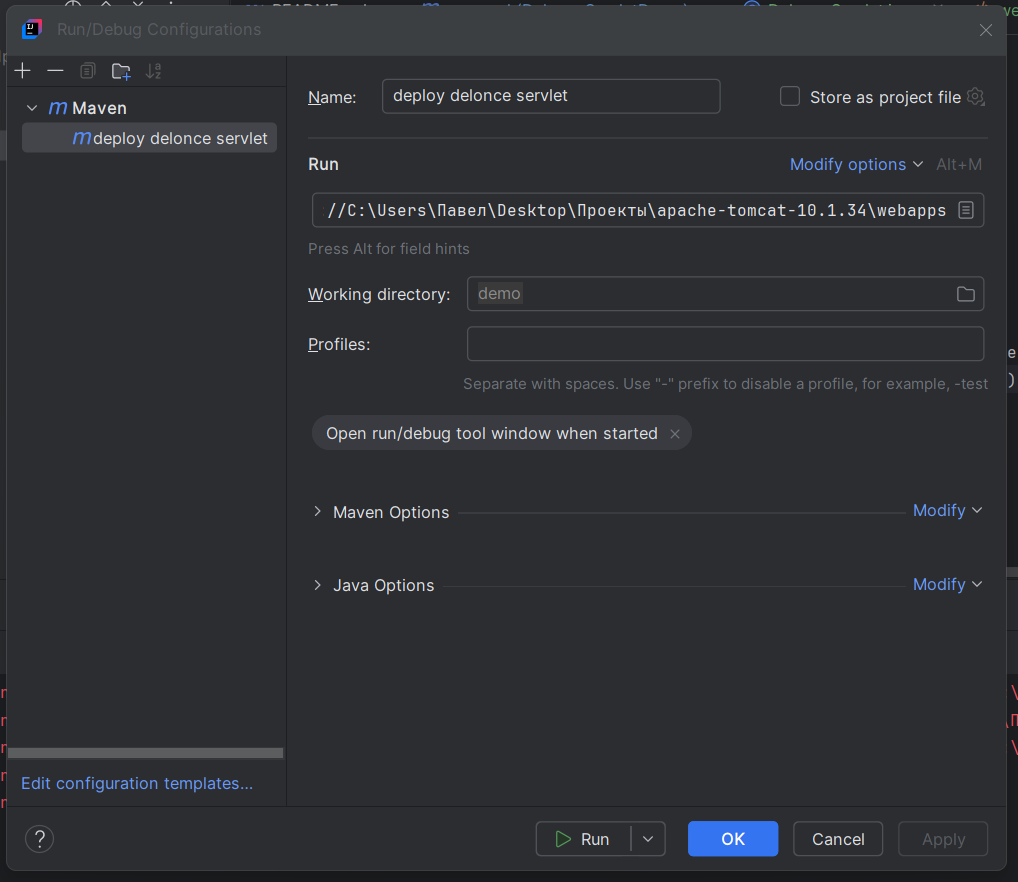 Run/Debug Configurations
Maven
deploy delonce servlet
Edit configuration templates...
Name: deploy delonce servlet Store as project file
Run Modify options Alt+M
//C:\Users\Павел\Desktop\Проекты\apache-tomcat-10.1.34\webapps
Press Alt for field hints
Working directory: demo
Profiles:
Separate with spaces. Use "-" prefix to disable a profile, for example, -test
Open run/debug tool window when started
Maven Options Modify
Java Options Modify
? Run OK Cancel Apply